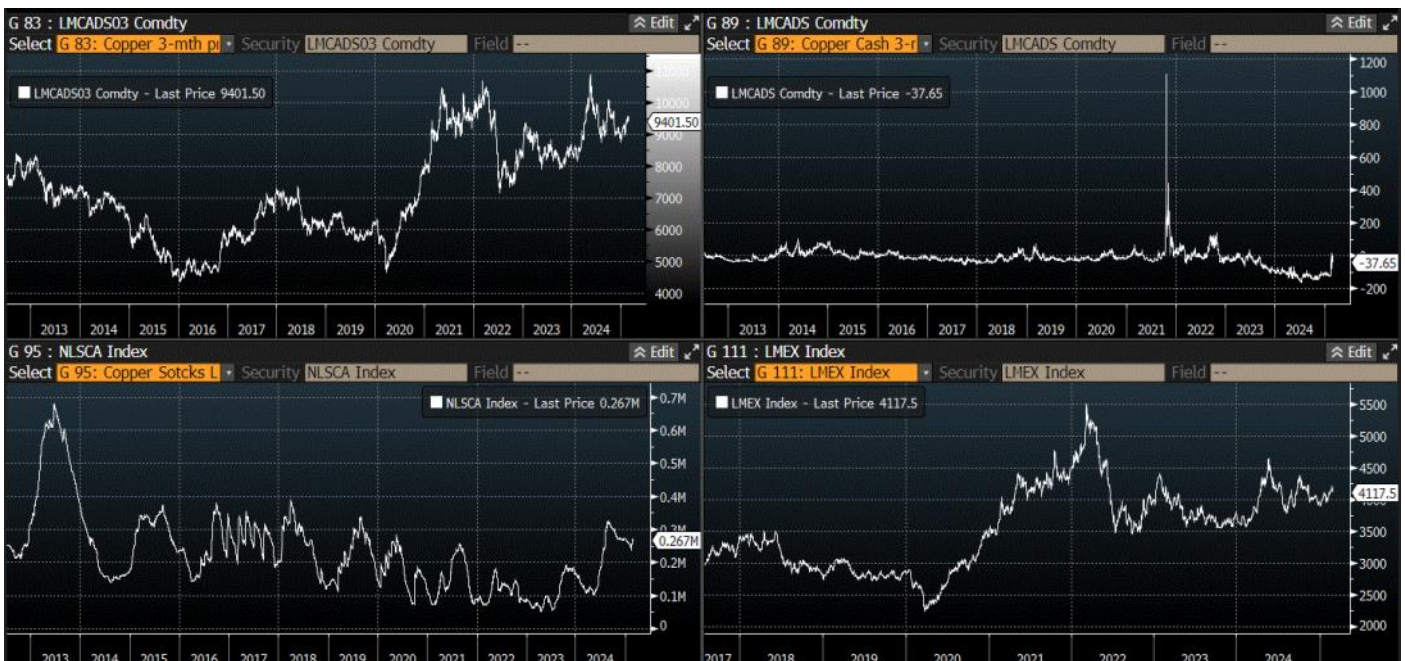 G 83 : LMCADS03 Comdty
Edit
Select G 83: Copper 3-mth p Security LMCADS03 Comdty Field --
LMCADS03 Comdty - Last Price 9401.50
10000
9401.50
9000
8000
7000
6000
5000
4000
2013 2014 2015 2016 2017 2018 2019 2020 2021 2022 2023 2024
G 89 : LMCADS Comdty
Edit
Select G 89: Copper Cash 3- Security LMCADS Comdty Field --
LMCADS Comdty - Last Price -37.65
1200
1000
800
600
400
200
-37.65
-200
2013 2014 2015 2016 2017 2018 2019 2020 2021 2022 2023 2024
G 95 : NLSCA Index
Edit
Select G 95: Copper Sotcks L Security NLSCA Index Field --
NLSCA Index - Last Price 0.267M
0.7M
0.6M
0.5M
0.4M
0.3M
0.267M
0.2M
0.1M
0
2013 2014 2015 2016 2017 2018 2019 2020 2021 2022 2023 2024
G 111 : LMEX Index
Edit
Select G 111: LMEX Index Security LMEX Index Field --
LMEX Index - Last Price 4117.5
5500
5000
4500
4117.5
4000
3500
3000
2500
2000
2017 2018 2019 2020 2021 2022 2023 2024